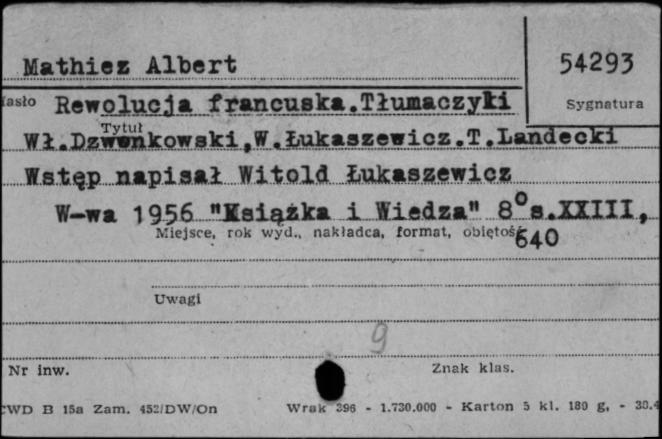 Mathiez Albert
54293
Hasło
Sygnatura
Rewolucja francuska.Tłumaczyli
Tytuł
Wł.Dzwonkowski,W.Łukaszewicz.T.Landecki
Wstęp napisał Witold Łukaszewicz
W-wa 1956 "Książka i Wiedza" 8° s.XXIII,
Miejsce, rok wyd., nakładca, format, objętość
640
Uwagi
9
Nr inw.
Znak klas.
CWD B 15a Zam. 452/DW/On Wrak 396 - 1.730.000 - Karton 5 kl. 180 g. - 30.4